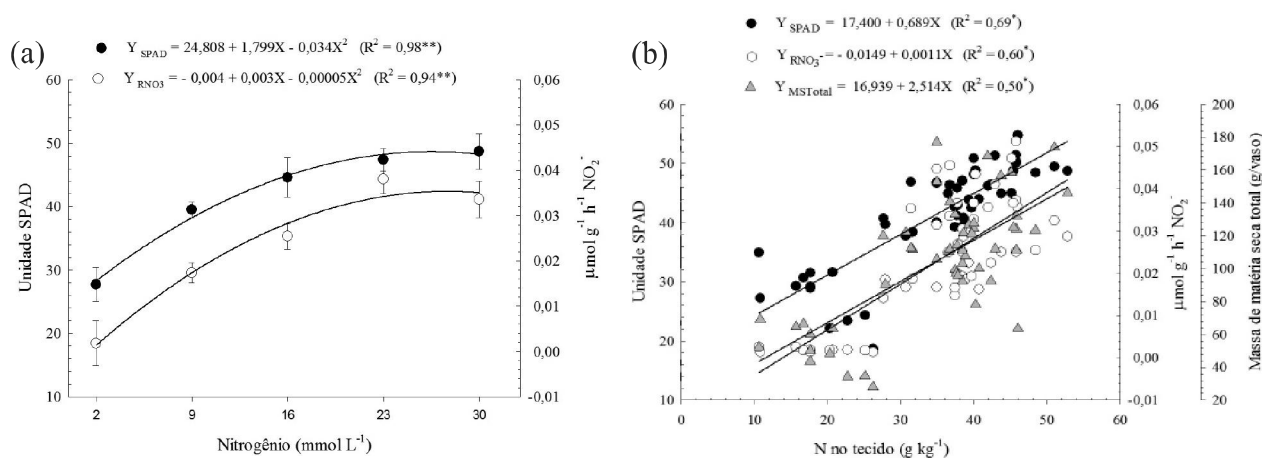 (a)
Y SPAD = 24,808 + 1,799X - 0,034X² (R² = 0,98**)
Y RNO3 = - 0,004 + 0,003X - 0,00005X² (R² = 0,94**)
Unidade SPAD
60
50
40
30
20
10
0,06
0,05
0,04
0,03
0,02
0,01
0,00
-0,01
µmol g⁻¹ h⁻¹ NO₂⁻
2 9 16 23 30
Nitrogênio (mmol L⁻¹)
(b)
Y SPAD = 17,400 + 0,689X (R² = 0,69*)
Y RNO₃⁻ = - 0,0149 + 0,0011X (R² = 0,60*)
Y MSTotal = 16,939 + 2,514X (R² = 0,50*)
Unidade SPAD
60
50
40
30
20
10
0,06
0,05
0,04
0,03
0,02
0,01
0,00
-0,01
µmol g⁻¹ h⁻¹ NO₂⁻
200
180
160
140
120
100
80
60
40
20
Massa de matéria seca total (g/vaso)
0 10 20 30 40 50 60
N no tecido (g kg⁻¹)